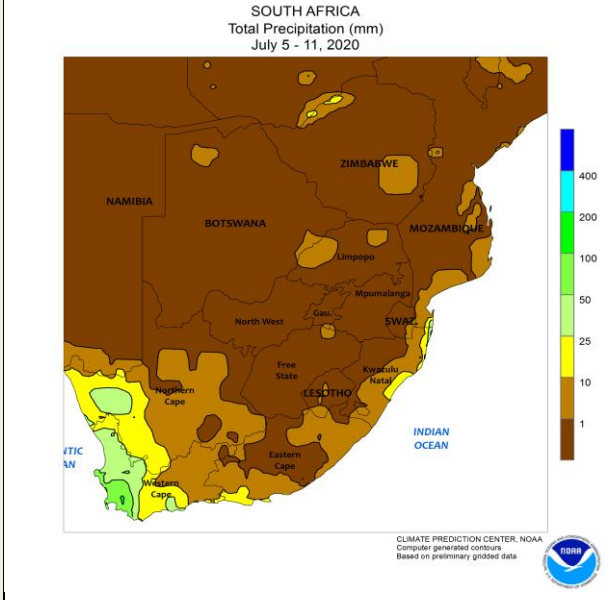 SOUTH AFRICA
Total Precipitation (mm)
July 5 - 11, 2020
ZIMBABWE
NAMIBIA
BOTSWANA
MOZAMBIQUE
Limpopo
Mpumalanga
Gau.
North West
SWAZ.
Free
State
Kwazulu
Natal
LESOTHO
Northern
Cape
Eastern
Cape
Western
Cape
NTIC
AN
INDIAN
OCEAN
400
200
100
50
25
10
1
CLIMATE PREDICTION CENTER, NOAA
Computer generated contours
Based on preliminary gridded data
NOAA